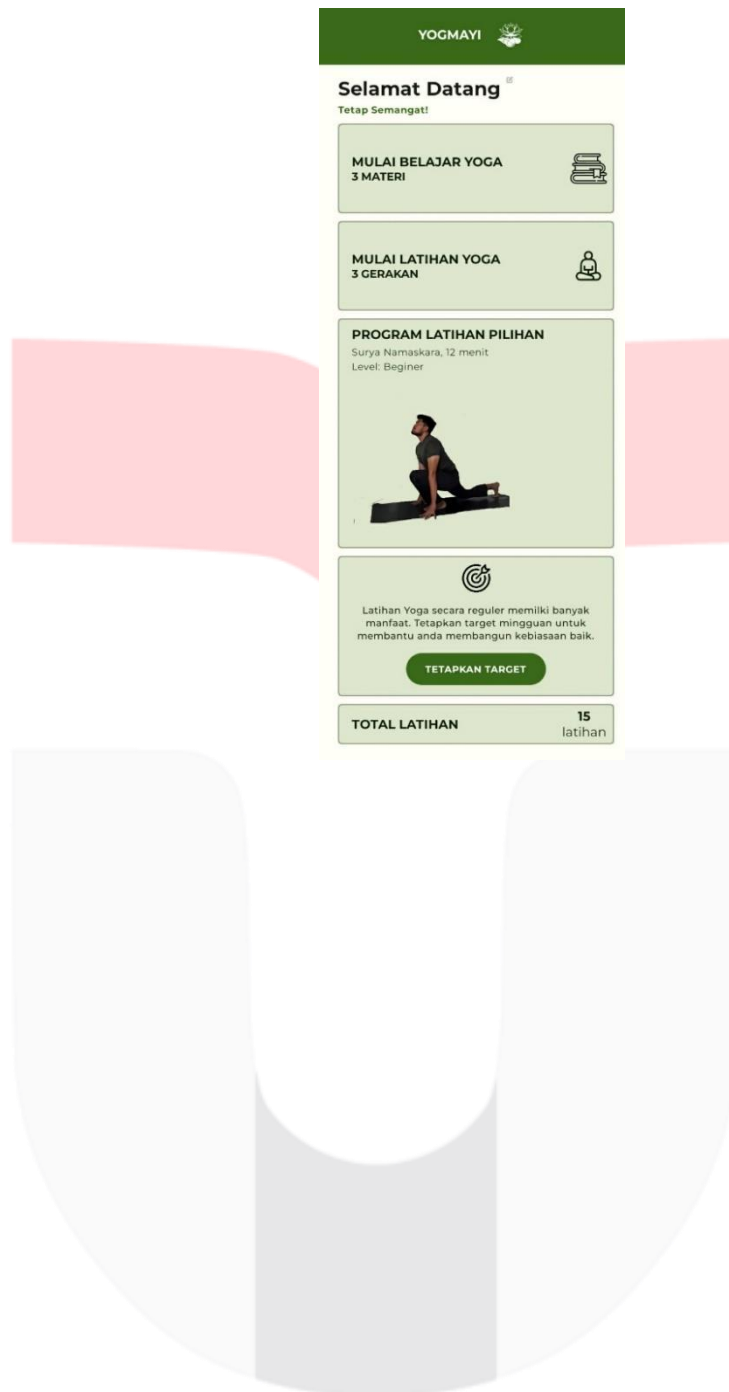 YOGMAYI
Selamat Datang
Tetap Semangat!
MULAI BELAJAR YOGA
3 MATERI
MULAI LATIHAN YOGA
3 GERAKAN
PROGRAM LATIHAN PILIHAN
Surya Namaskara, 12 menit
Level: Beginer
Latihan Yoga secara reguler memilki banyak
manfaat. Tetapkan target mingguan untuk
membantu anda membangun kebiasaan baik.
TETAPKAN TARGET
TOTAL LATIHAN
15
latihan